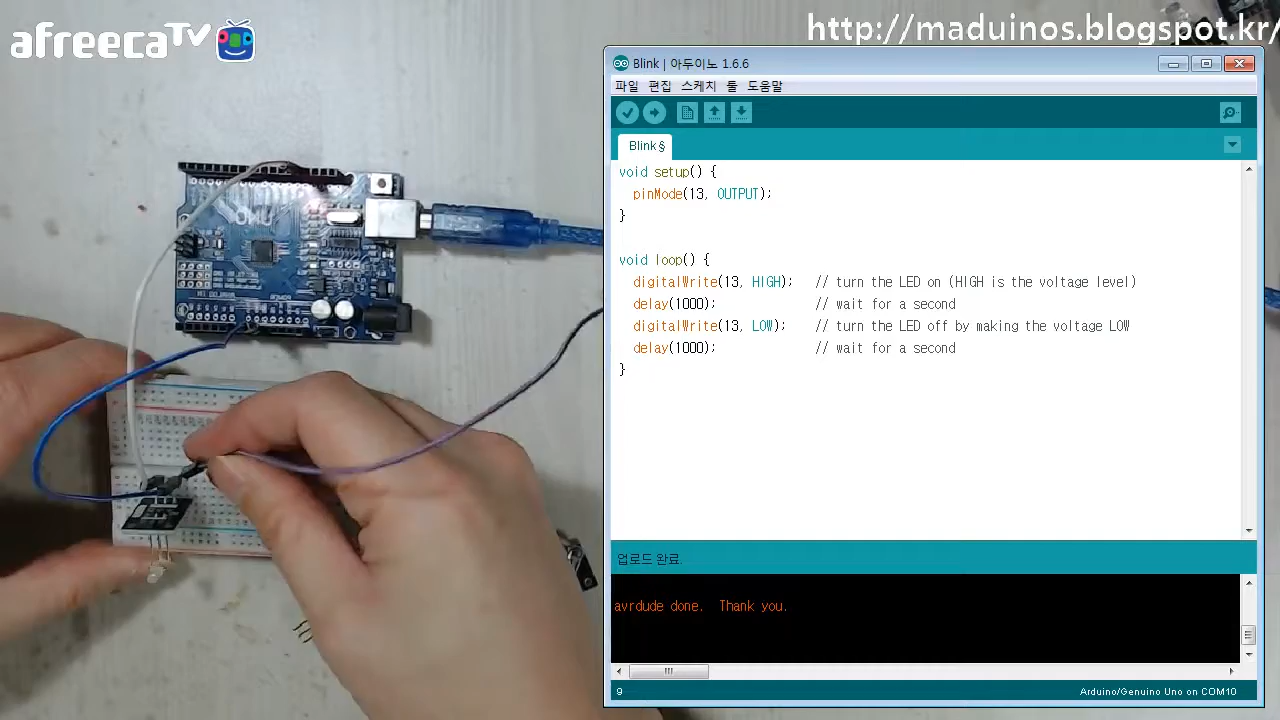 afreecaTV
http://maduinos.blogspot.kr/
Blink | 아두이노 1.6.6
파일 편집 스케치 툴 도움말
Blink§
void setup() {
pinMode(13, OUTPUT);
}
void loop() {
digitalWrite(13, HIGH); // turn the LED on (HIGH is the voltage level)
delay(1000); // wait for a second
digitalWrite(13, LOW); // turn the LED off by making the voltage LOW
delay(1000); // wait for a second
}
업로드 완료.
avrdude done. Thank you.
9
Arduino/Genuino Uno on COM10